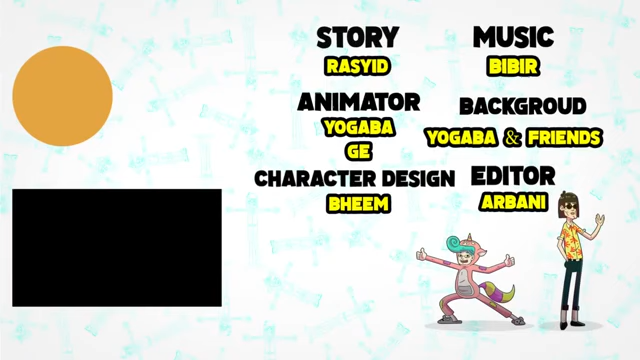 STORY
RASYID
MUSIC
BIBIR
ANIMATOR
YOGABA
GE
BACKGROUD
YOGABA & FRIENDS
CHARACTER DESIGN
BHEEM
EDITOR
ARBANI